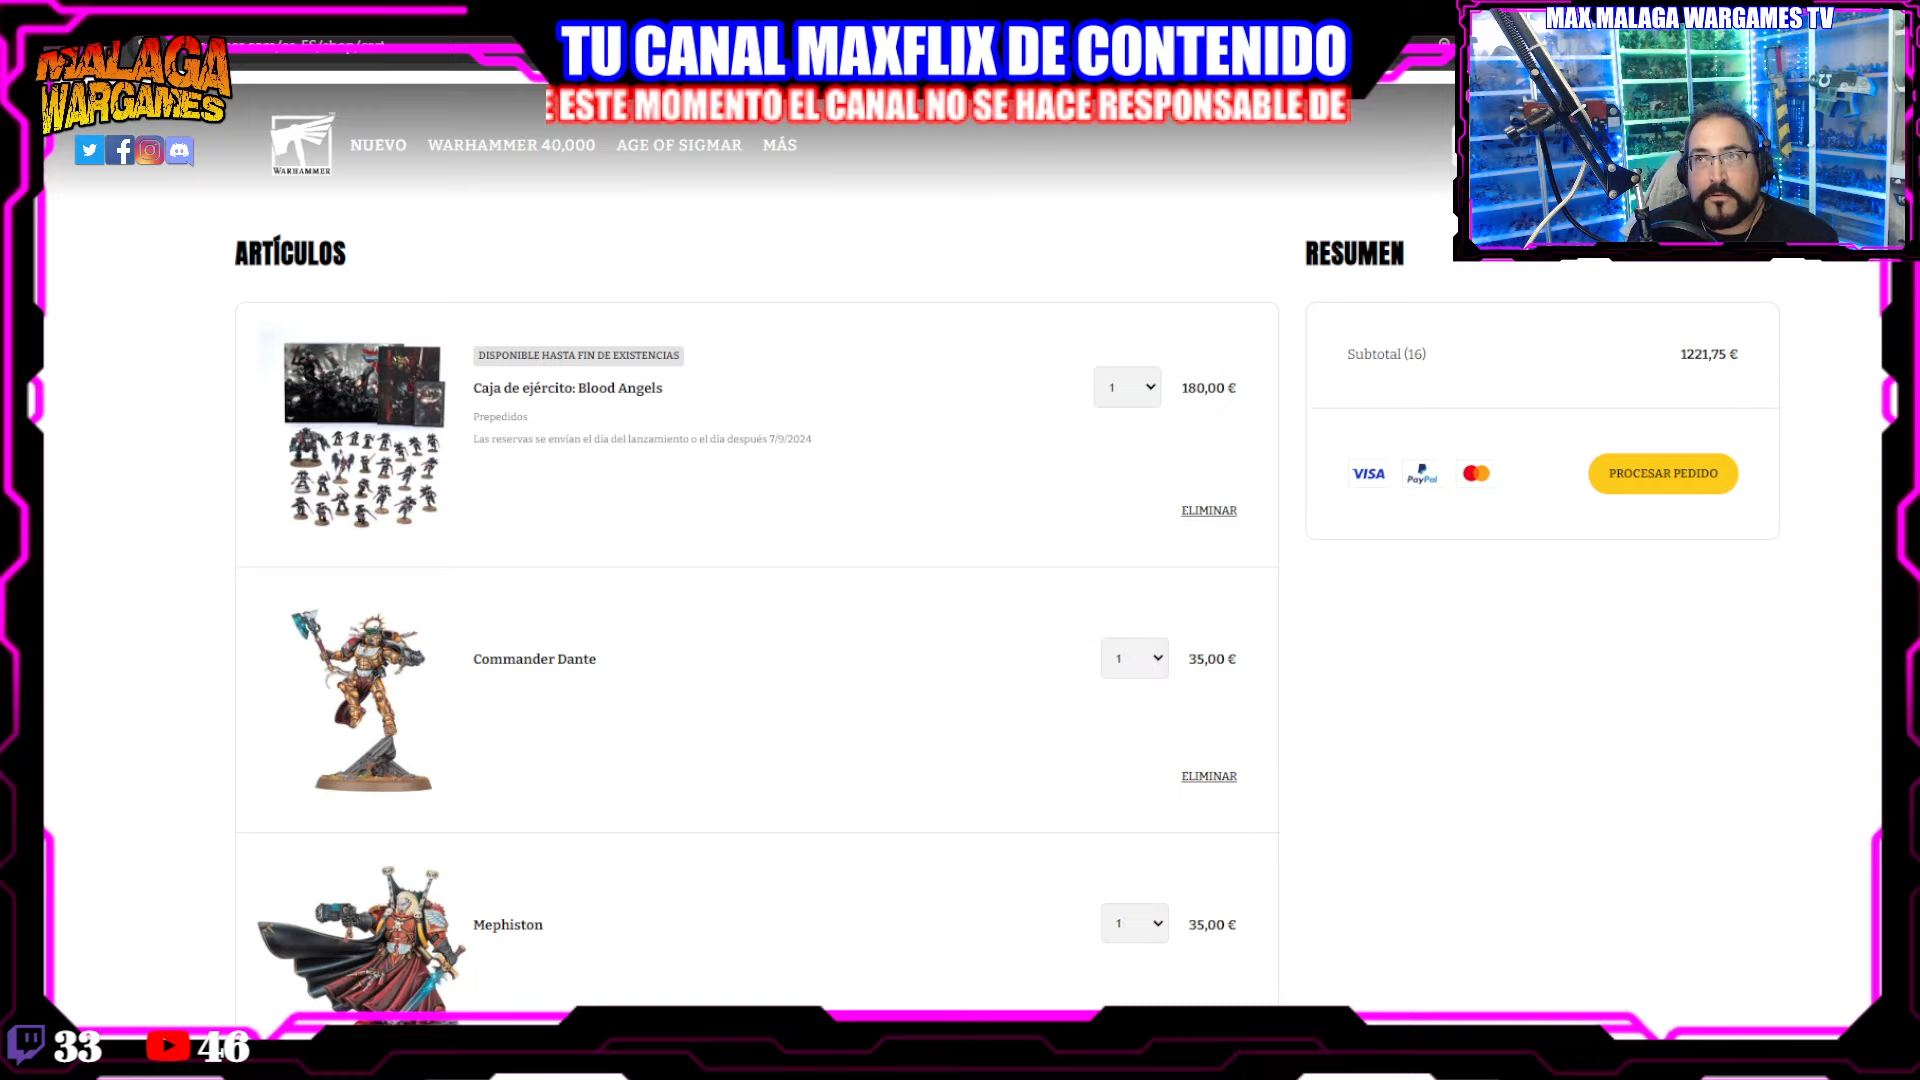 MAX MALAGA WARGAMES TV
TU CANAL MAXFLIX DE CONTENIDO
ESTE MOMENTO EL CANAL NO SE HACE RESPONSABLE DE
MALAGA
WARGAMES
WARHAMMER
NUEVO
WARHAMMER 40,000
AGE OF SIGMAR
MÁS
ARTÍCULOS
RESUMEN
DISPONIBLE HASTA FIN DE EXISTENCIAS
Caja de ejército: Blood Angels
1
180,00 €
Prepedidos
Las reservas se envían el día del lanzamiento o el día después 7/9/2024
ELIMINAR
Subtotal (16)
1221,75 €
VISA
PayPal
PROCESAR PEDIDO
Commander Dante
1
35,00 €
ELIMINAR
Mephiston
1
35,00 €
33
46